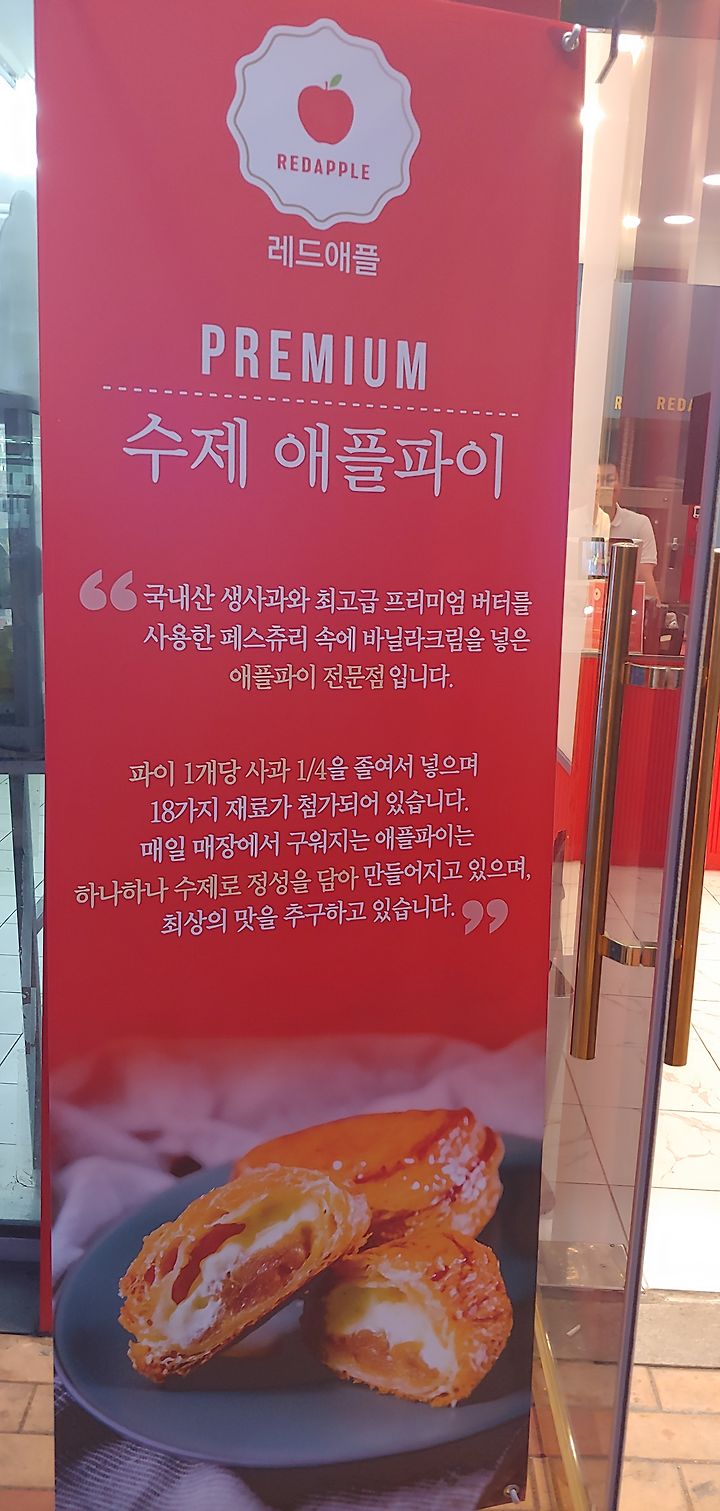 REDAPPLE
레드애플
PREMIUM
수제 애플파이
“국내산 생사과와 최고급 프리미엄 버터를
사용한 페스츄리 속에 바닐라크림을 넣은
애플파이 전문점입니다.
파이 1개당 사과 1/4을 졸여서 넣으며
18가지 재료가 첨가되어 있습니다.
매일 매장에서 구워지는 애플파이는
하나하나 수제로 정성을 담아 만들어지고 있으며,
최상의 맛을 추구하고 있습니다.”
R
REDA